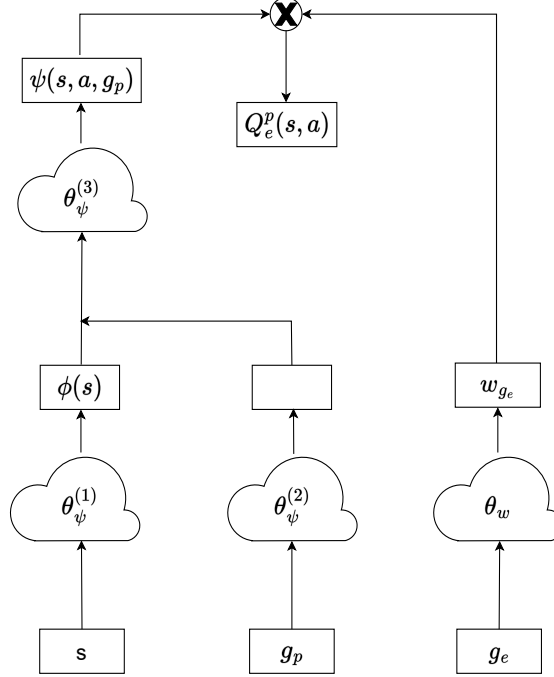 X
ψ(s, a, g_p)
Q_e^p(s, a)
θ_ψ^(3)
ϕ(s)
w_{g_e}
θ_ψ^(1)
θ_ψ^(2)
θ_w
s
g_p
g_e